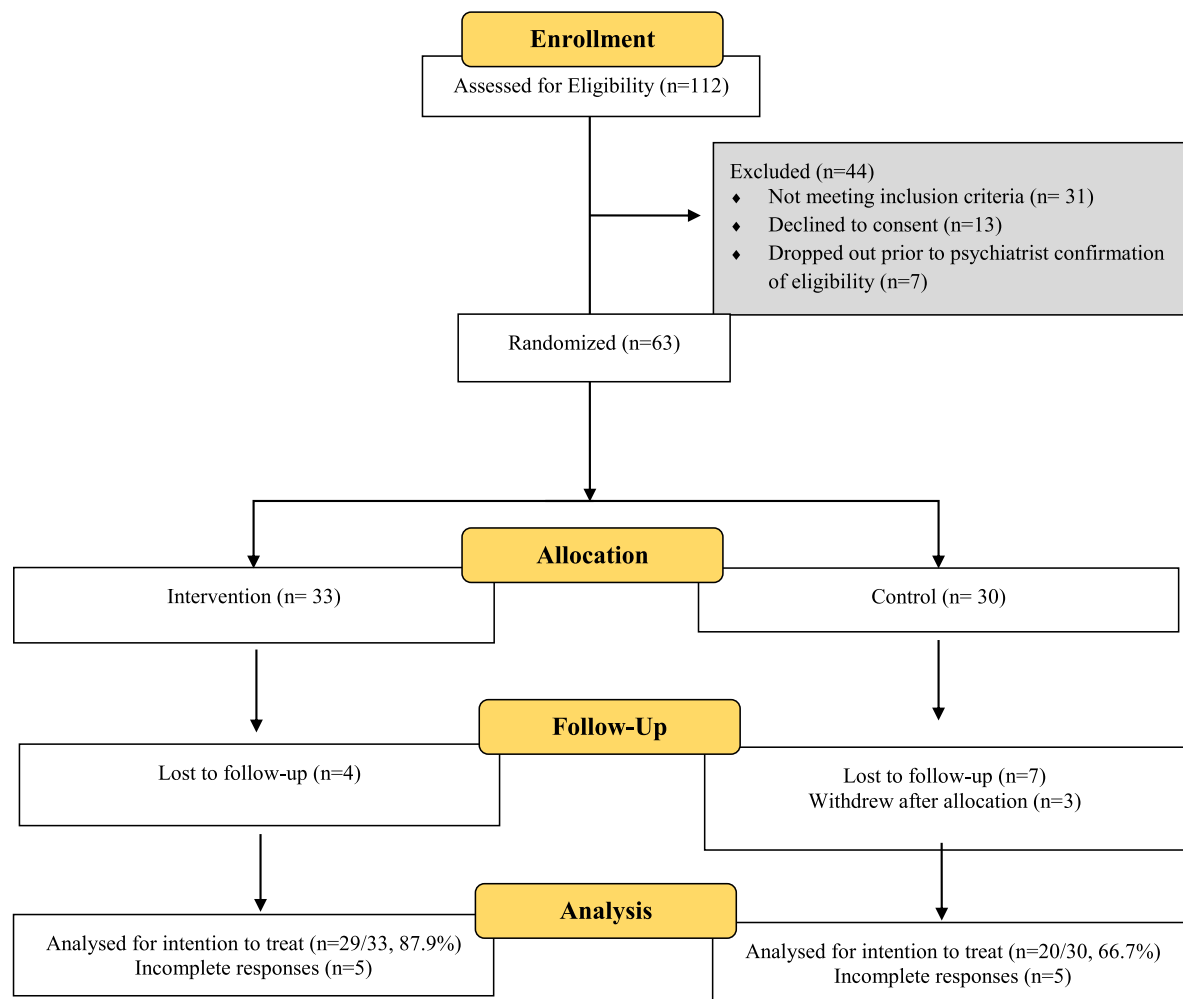 Enrollment
Assessed for Eligibility (n=112)
Excluded (n=44)
♦ Not meeting inclusion criteria (n= 31)
♦ Declined to consent (n=13)
♦ Dropped out prior to psychiatrist confirmation
of eligibility (n=7)
Randomized (n=63)
Allocation
Intervention (n= 33)
Control (n= 30)
Follow-Up
Lost to follow-up (n=4)
Lost to follow-up (n=7)
Withdrew after allocation (n=3)
Analysis
Analysed for intention to treat (n=29/33, 87.9%)
Incomplete responses (n=5)
Analysed for intention to treat (n=20/30, 66.7%)
Incomplete responses (n=5)